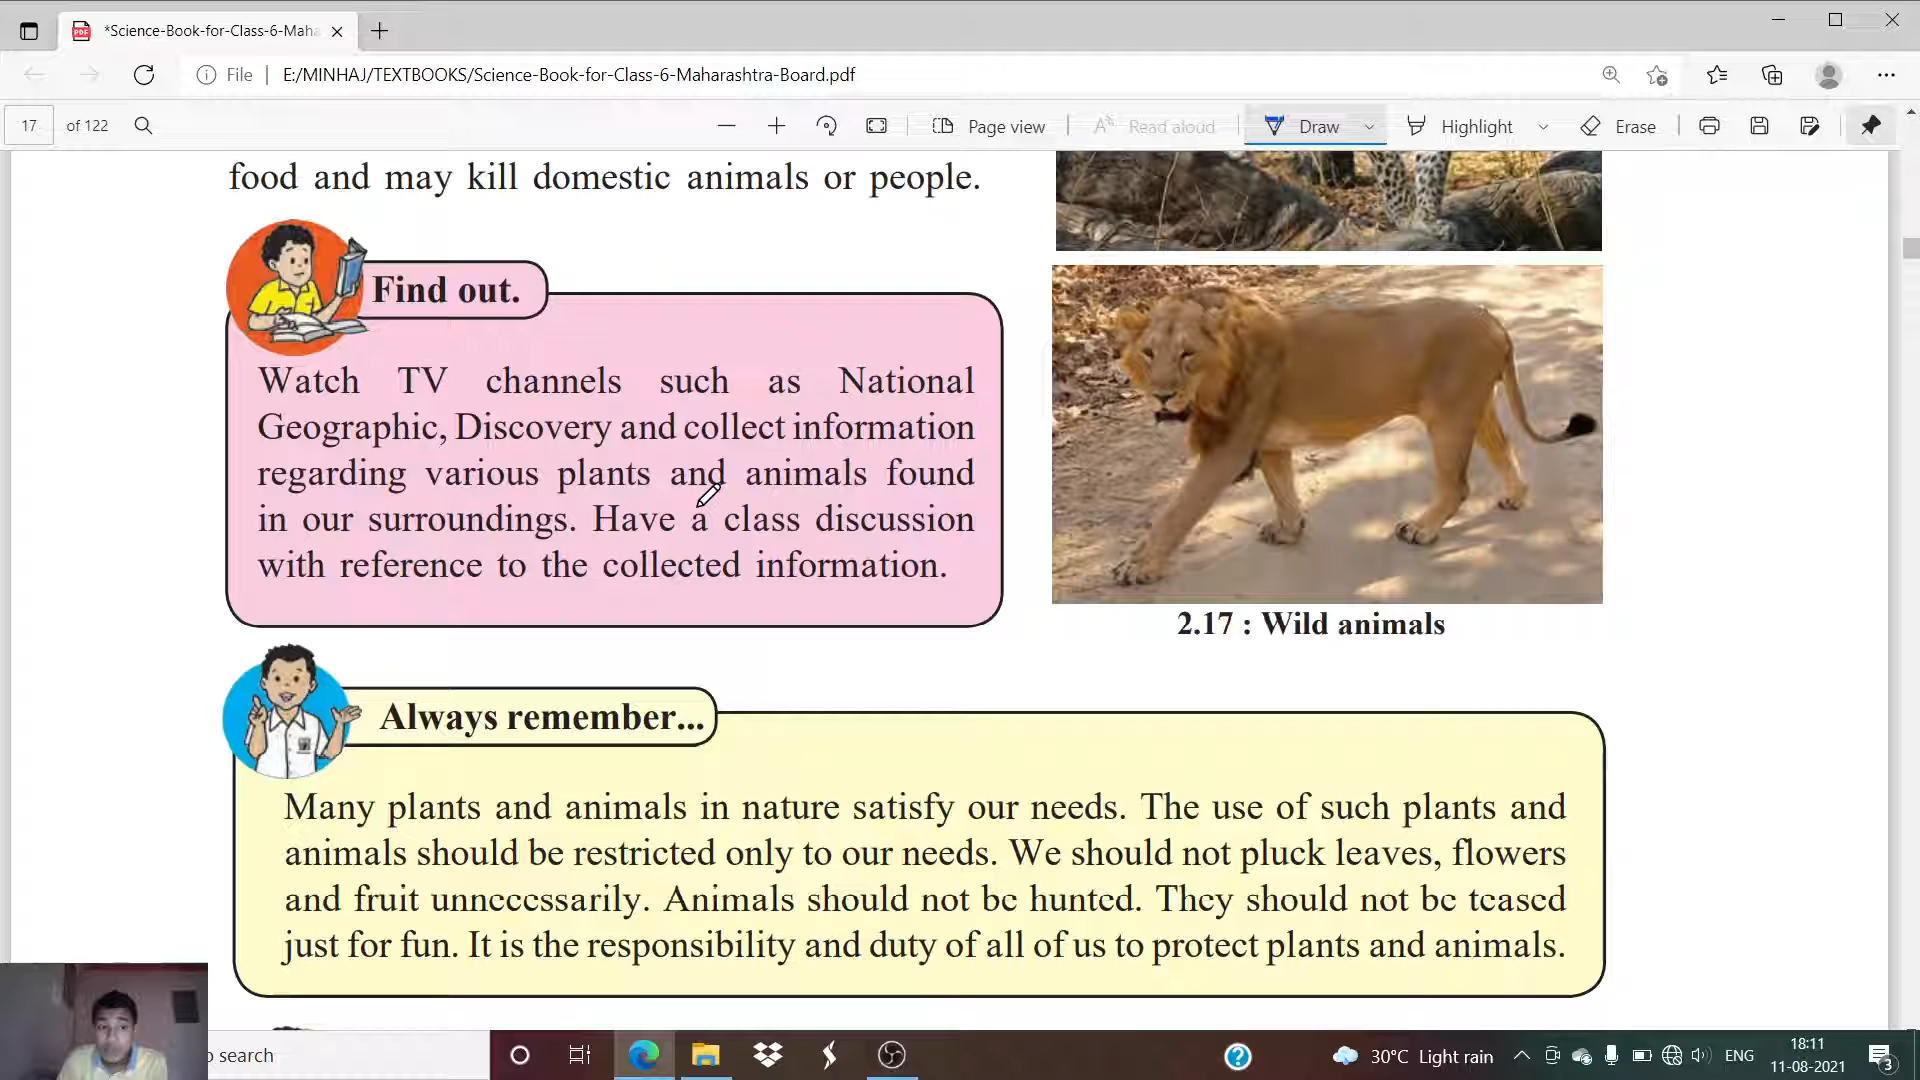 *Science-Book-for-Class-6-Maha
File
E:/MINHAJ/TEXTBOOKS/Science-Book-for-Class-6-Maharashtra-Board.pdf
17 of 122
Page view
Read aloud
Draw
Highlight
Erase
food and may kill domestic animals or people.
Find out.
Watch TV channels such as National
Geographic, Discovery and collect information
regarding various plants and animals found
in our surroundings. Have a class discussion
with reference to the collected information.
2.17 : Wild animals
Always remember...
Many plants and animals in nature satisfy our needs. The use of such plants and
animals should be restricted only to our needs. We should not pluck leaves, flowers
and fruit unnecessarily. Animals should not be hunted. They should not be teased
just for fun. It is the responsibility and duty of all of us to protect plants and animals.
search
30°C Light rain
ENG
18:11
11-08-2021
3